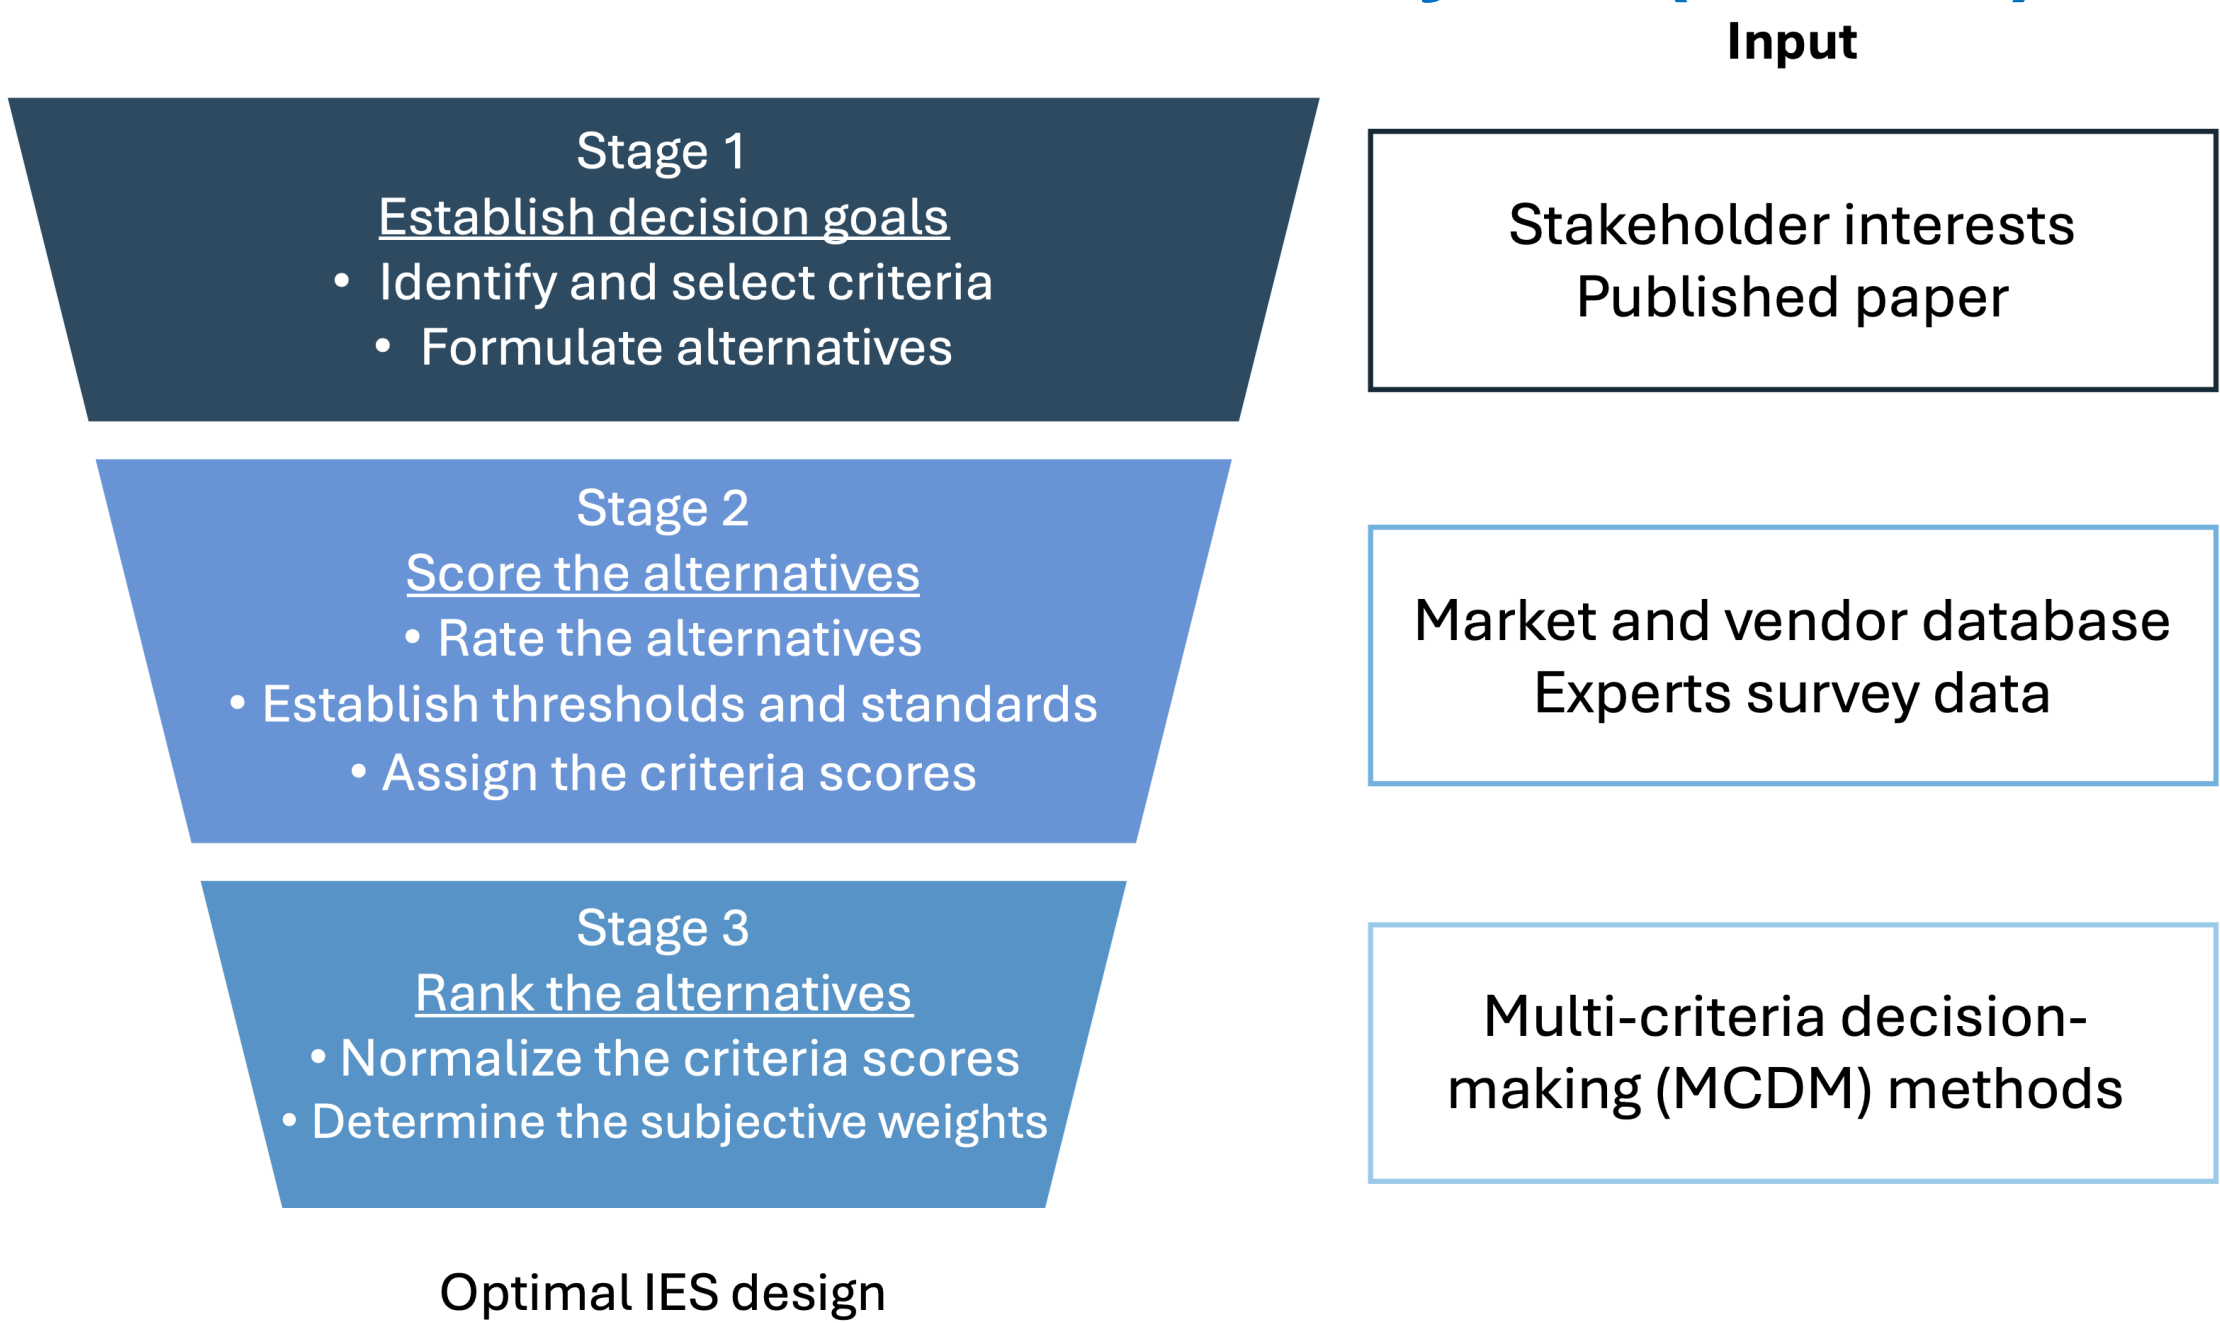 Input
Stage 1
Establish decision goals
• Identify and select criteria
• Formulate alternatives
Stakeholder interests
Published paper
Stage 2
Score the alternatives
• Rate the alternatives
• Establish thresholds and standards
• Assign the criteria scores
Market and vendor database
Experts survey data
Stage 3
Rank the alternatives
• Normalize the criteria scores
• Determine the subjective weights
Multi-criteria decision-
making (MCDM) methods
Optimal IES design